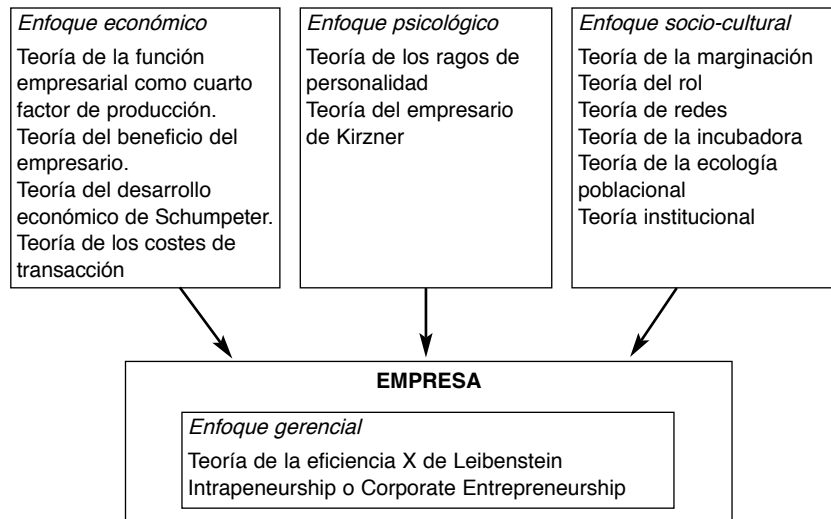 Enfoque económico
Teoría de la función
empresarial como cuarto
factor de producción.
Teoría del beneficio del
empresario.
Teoría del desarrollo
económico de Schumpeter.
Teoría de los costes de
transacción
Enfoque psicológico
Teoría de los ragos de
personalidad
Teoría del empresario
de Kirzner
Enfoque socio-cultural
Teoría de la marginación
Teoría del rol
Teoría de redes
Teoría de la incubadora
Teoría de la ecología
poblacional
Teoría institucional
EMPRESA
Enfoque gerencial
Teoría de la eficiencia X de Leibenstein
Intrapeneurship o Corporate Entrepreneurship